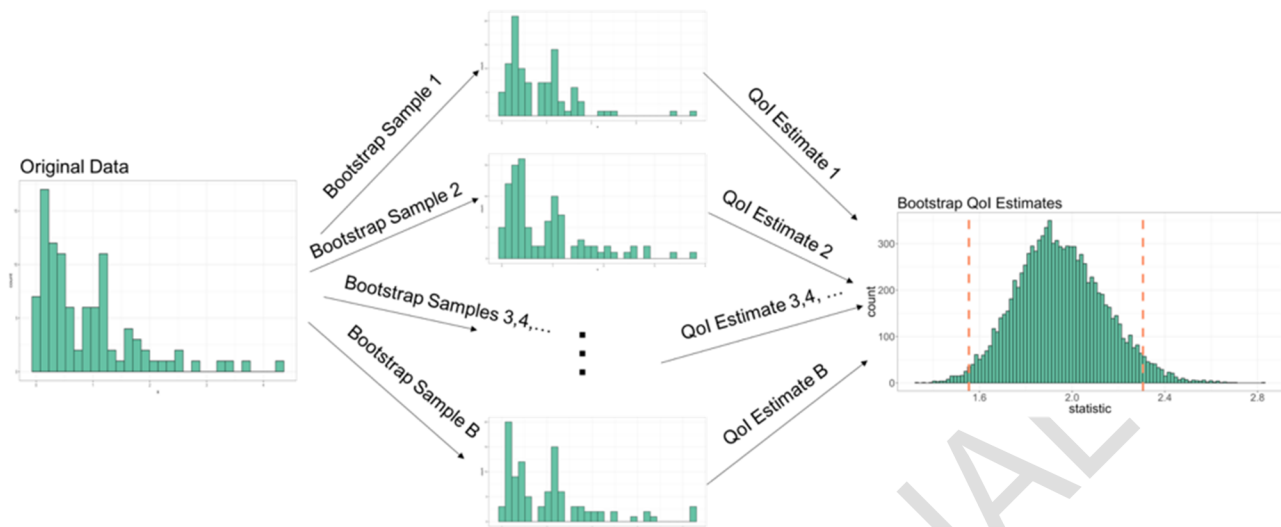 Original Data
Bootstrap Sample 1
Bootstrap Sample 2
Bootstrap Samples 3,4,...
Bootstrap Sample B
QoI Estimate 1
QoI Estimate 2
QoI Estimate 3,4, ...
QoI Estimate B
Bootstrap QoI Estimates
count
300
200
100
0
1.6
2.0
2.4
2.8
statistic